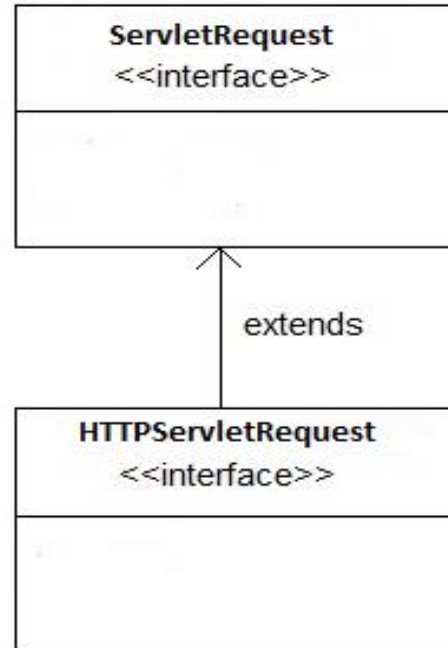 ServletRequest
<<interface>>
extends
HTTPServletRequest
<<interface>>